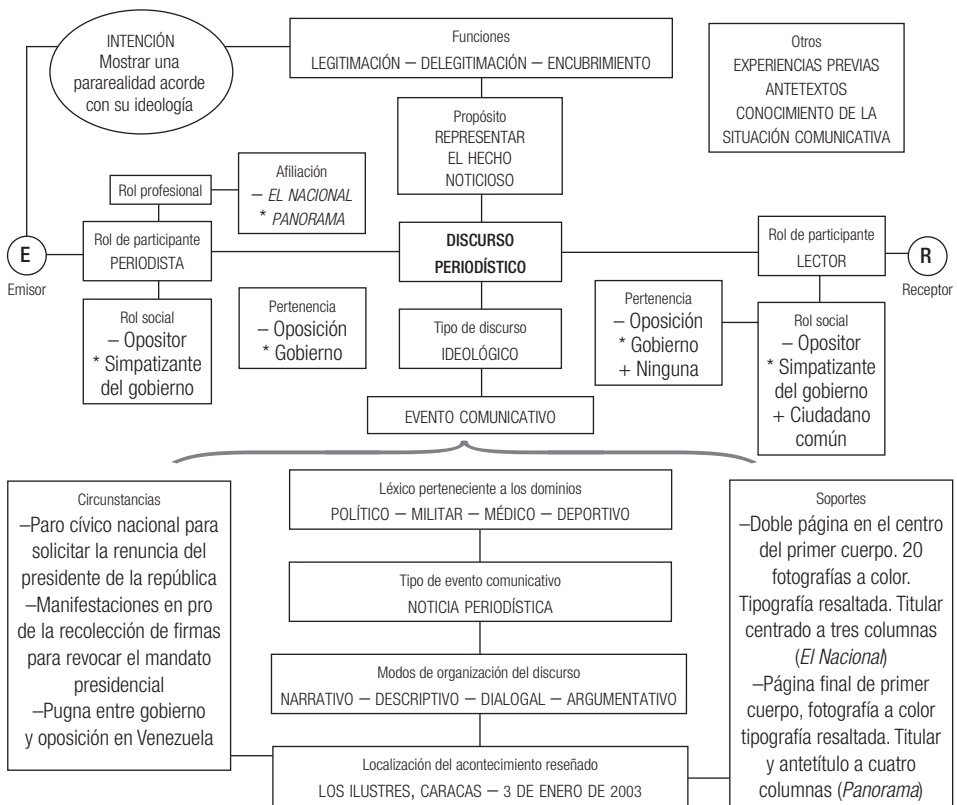 INTENCIÓN
Mostrar una
pararealidad acorde
con su ideología
Funciones
LEGITIMACIÓN – DELEGITIMACIÓN – ENCUBRIMIENTO
Otros
EXPERIENCIAS PREVIAS
ANTETEXTOS
CONOCIMIENTO DE LA
SITUACIÓN COMUNICATIVA
Propósito
REPRESENTAR
EL HECHO
NOTICIOSO
Rol profesional
Afiliación
– EL NACIONAL
* PANORAMA
E
Emisor
Rol de participante
PERIODISTA
DISCURSO
PERIODÍSTICO
Rol de participante
LECTOR
R
Receptor
Rol social
– Opositor
* Simpatizante
del gobierno
Pertenencia
– Oposición
* Gobierno
Tipo de discurso
IDEOLÓGICO
Pertenencia
– Oposición
* Gobierno
+ Ninguna
Rol social
– Opositor
* Simpatizante
del gobierno
+ Ciudadano
común
EVENTO COMUNICATIVO
Circunstancias
–Paro cívico nacional para
solicitar la renuncia del
presidente de la república
–Manifestaciones en pro
de la recolección de firmas
para revocar el mandato
presidencial
–Pugna entre gobierno
y oposición en Venezuela
Léxico perteneciente a los dominios
POLÍTICO – MILITAR – MÉDICO – DEPORTIVO
Tipo de evento comunicativo
NOTICIA PERIODÍSTICA
Modos de organización del discurso
NARRATIVO – DESCRIPTIVO – DIALOGAL – ARGUMENTATIVO
Localización del acontecimiento reseñado
LOS ILUSTRES, CARACAS – 3 DE ENERO DE 2003
Soportes
–Doble página en el centro
del primer cuerpo. 20
fotografías a color.
Tipografía resaltada. Titular
centrado a tres columnas
(El Nacional)
–Página final de primer
cuerpo, fotografía a color
tipografía resaltada. Titular
y antetítulo a cuatro
columnas (Panorama)